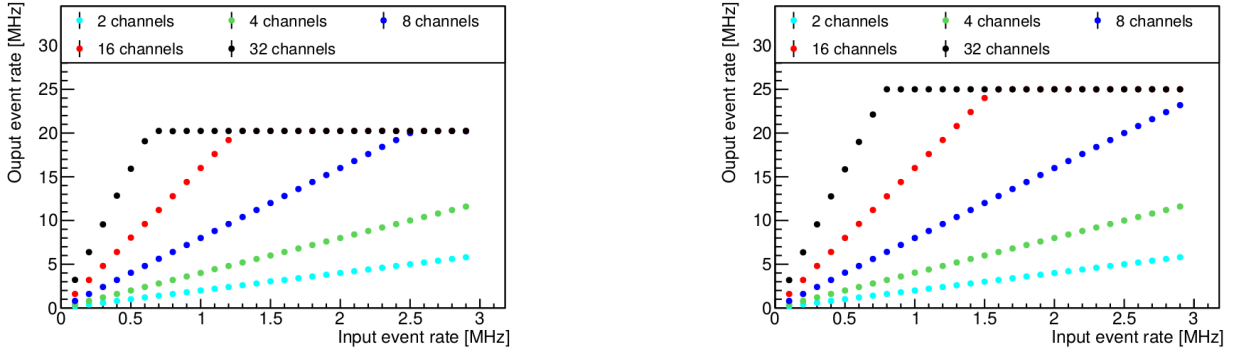 Ouput event rate [MHz]
2 channels 4 channels 8 channels
16 channels 32 channels
30
25
20
15
10
5
0
0 0.5 1 1.5 2 2.5 3
Input event rate [MHz]
Ouput event rate [MHz]
2 channels 4 channels 8 channels
16 channels 32 channels
30
25
20
15
10
5
0
0 0.5 1 1.5 2 2.5 3
Input event rate [MHz]